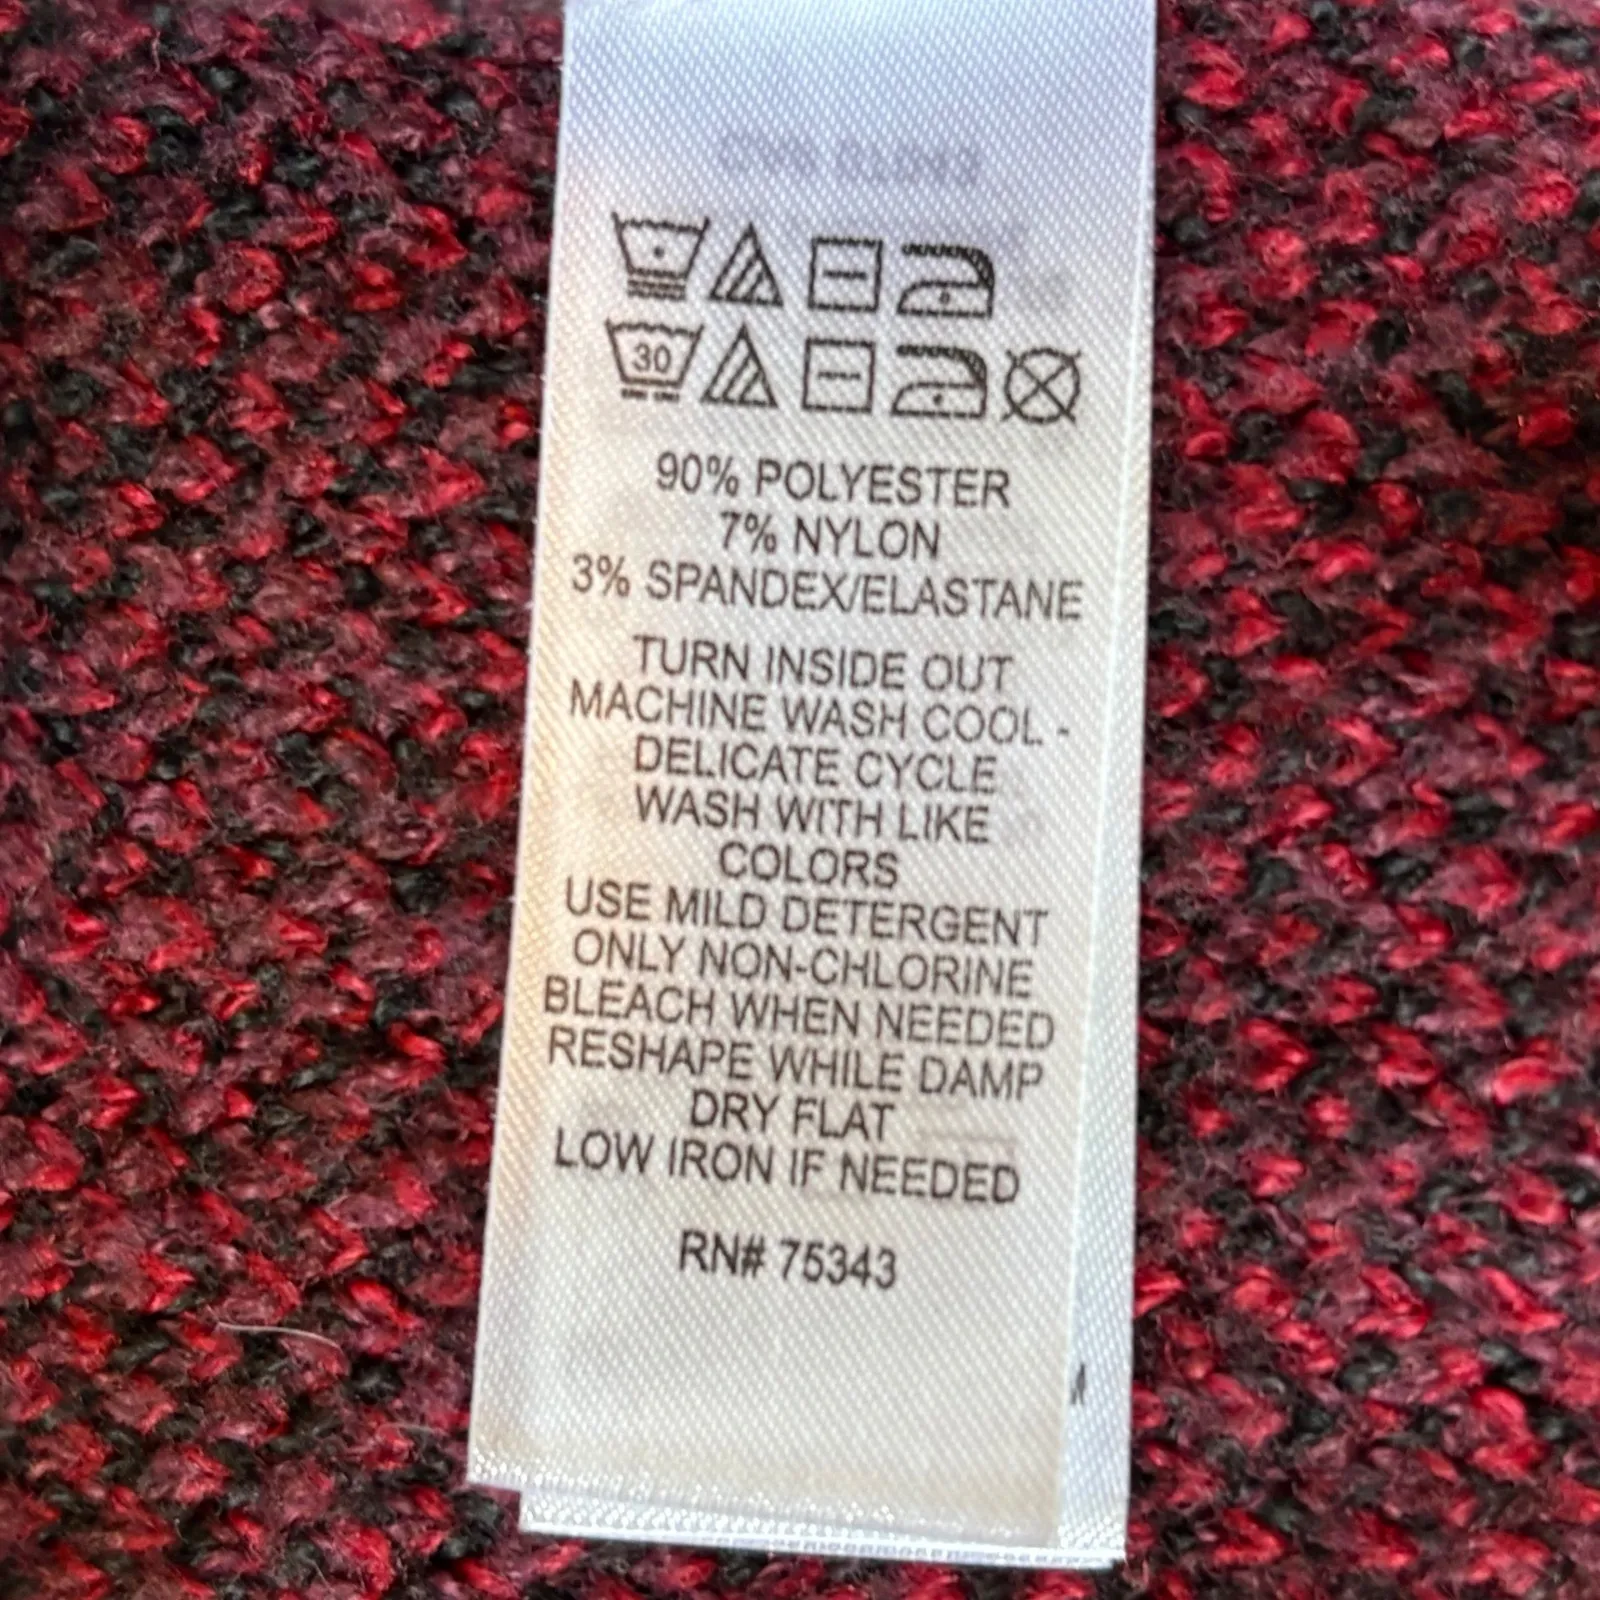 30
90% POLYESTER
7% NYLON
3% SPANDEX/ELASTANE
TURN INSIDE OUT
MACHINE WASH COOL -
DELICATE CYCLE
WASH WITH LIKE
COLORS
USE MILD DETERGENT
ONLY NON-CHLORINE
BLEACH WHEN NEEDED
RESHAPE WHILE DAMP
DRY FLAT
LOW IRON IF NEEDED
RN# 75343